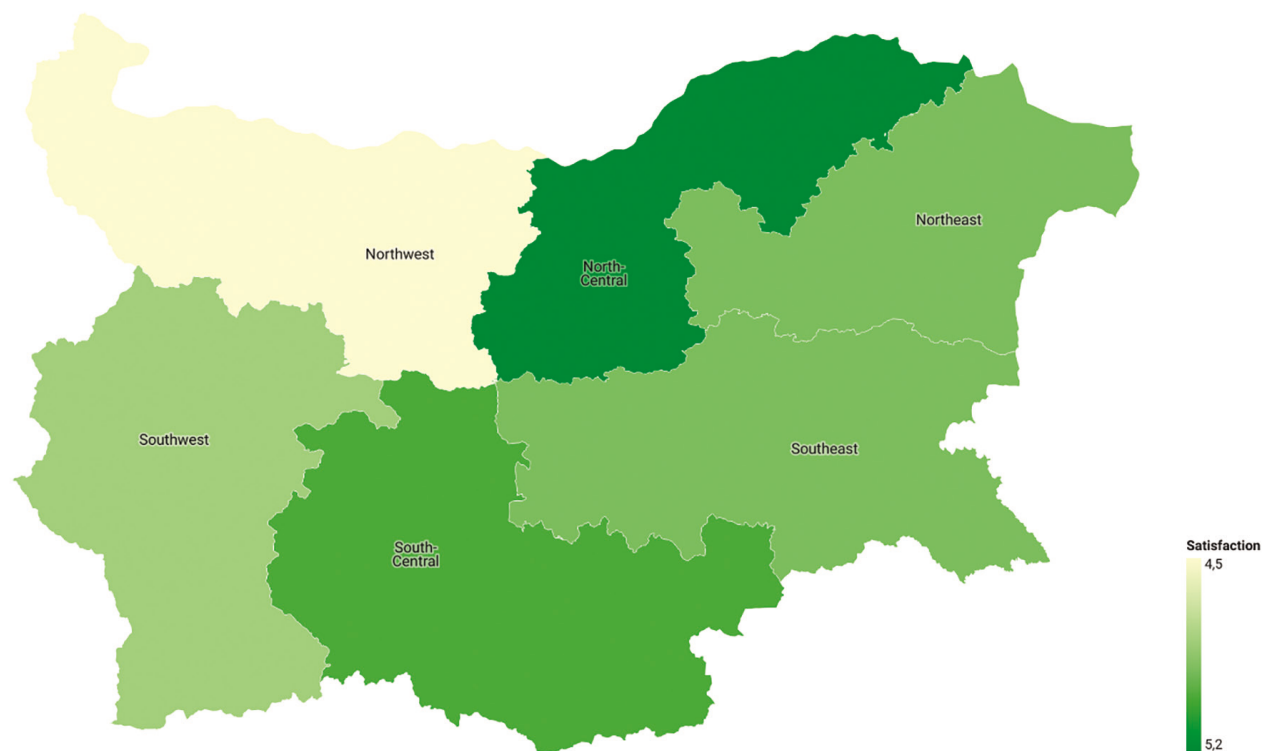 Northeast
Northwest
North-
Central
Southwest
Southeast
South-
Central
Satisfaction
4,5
5,2